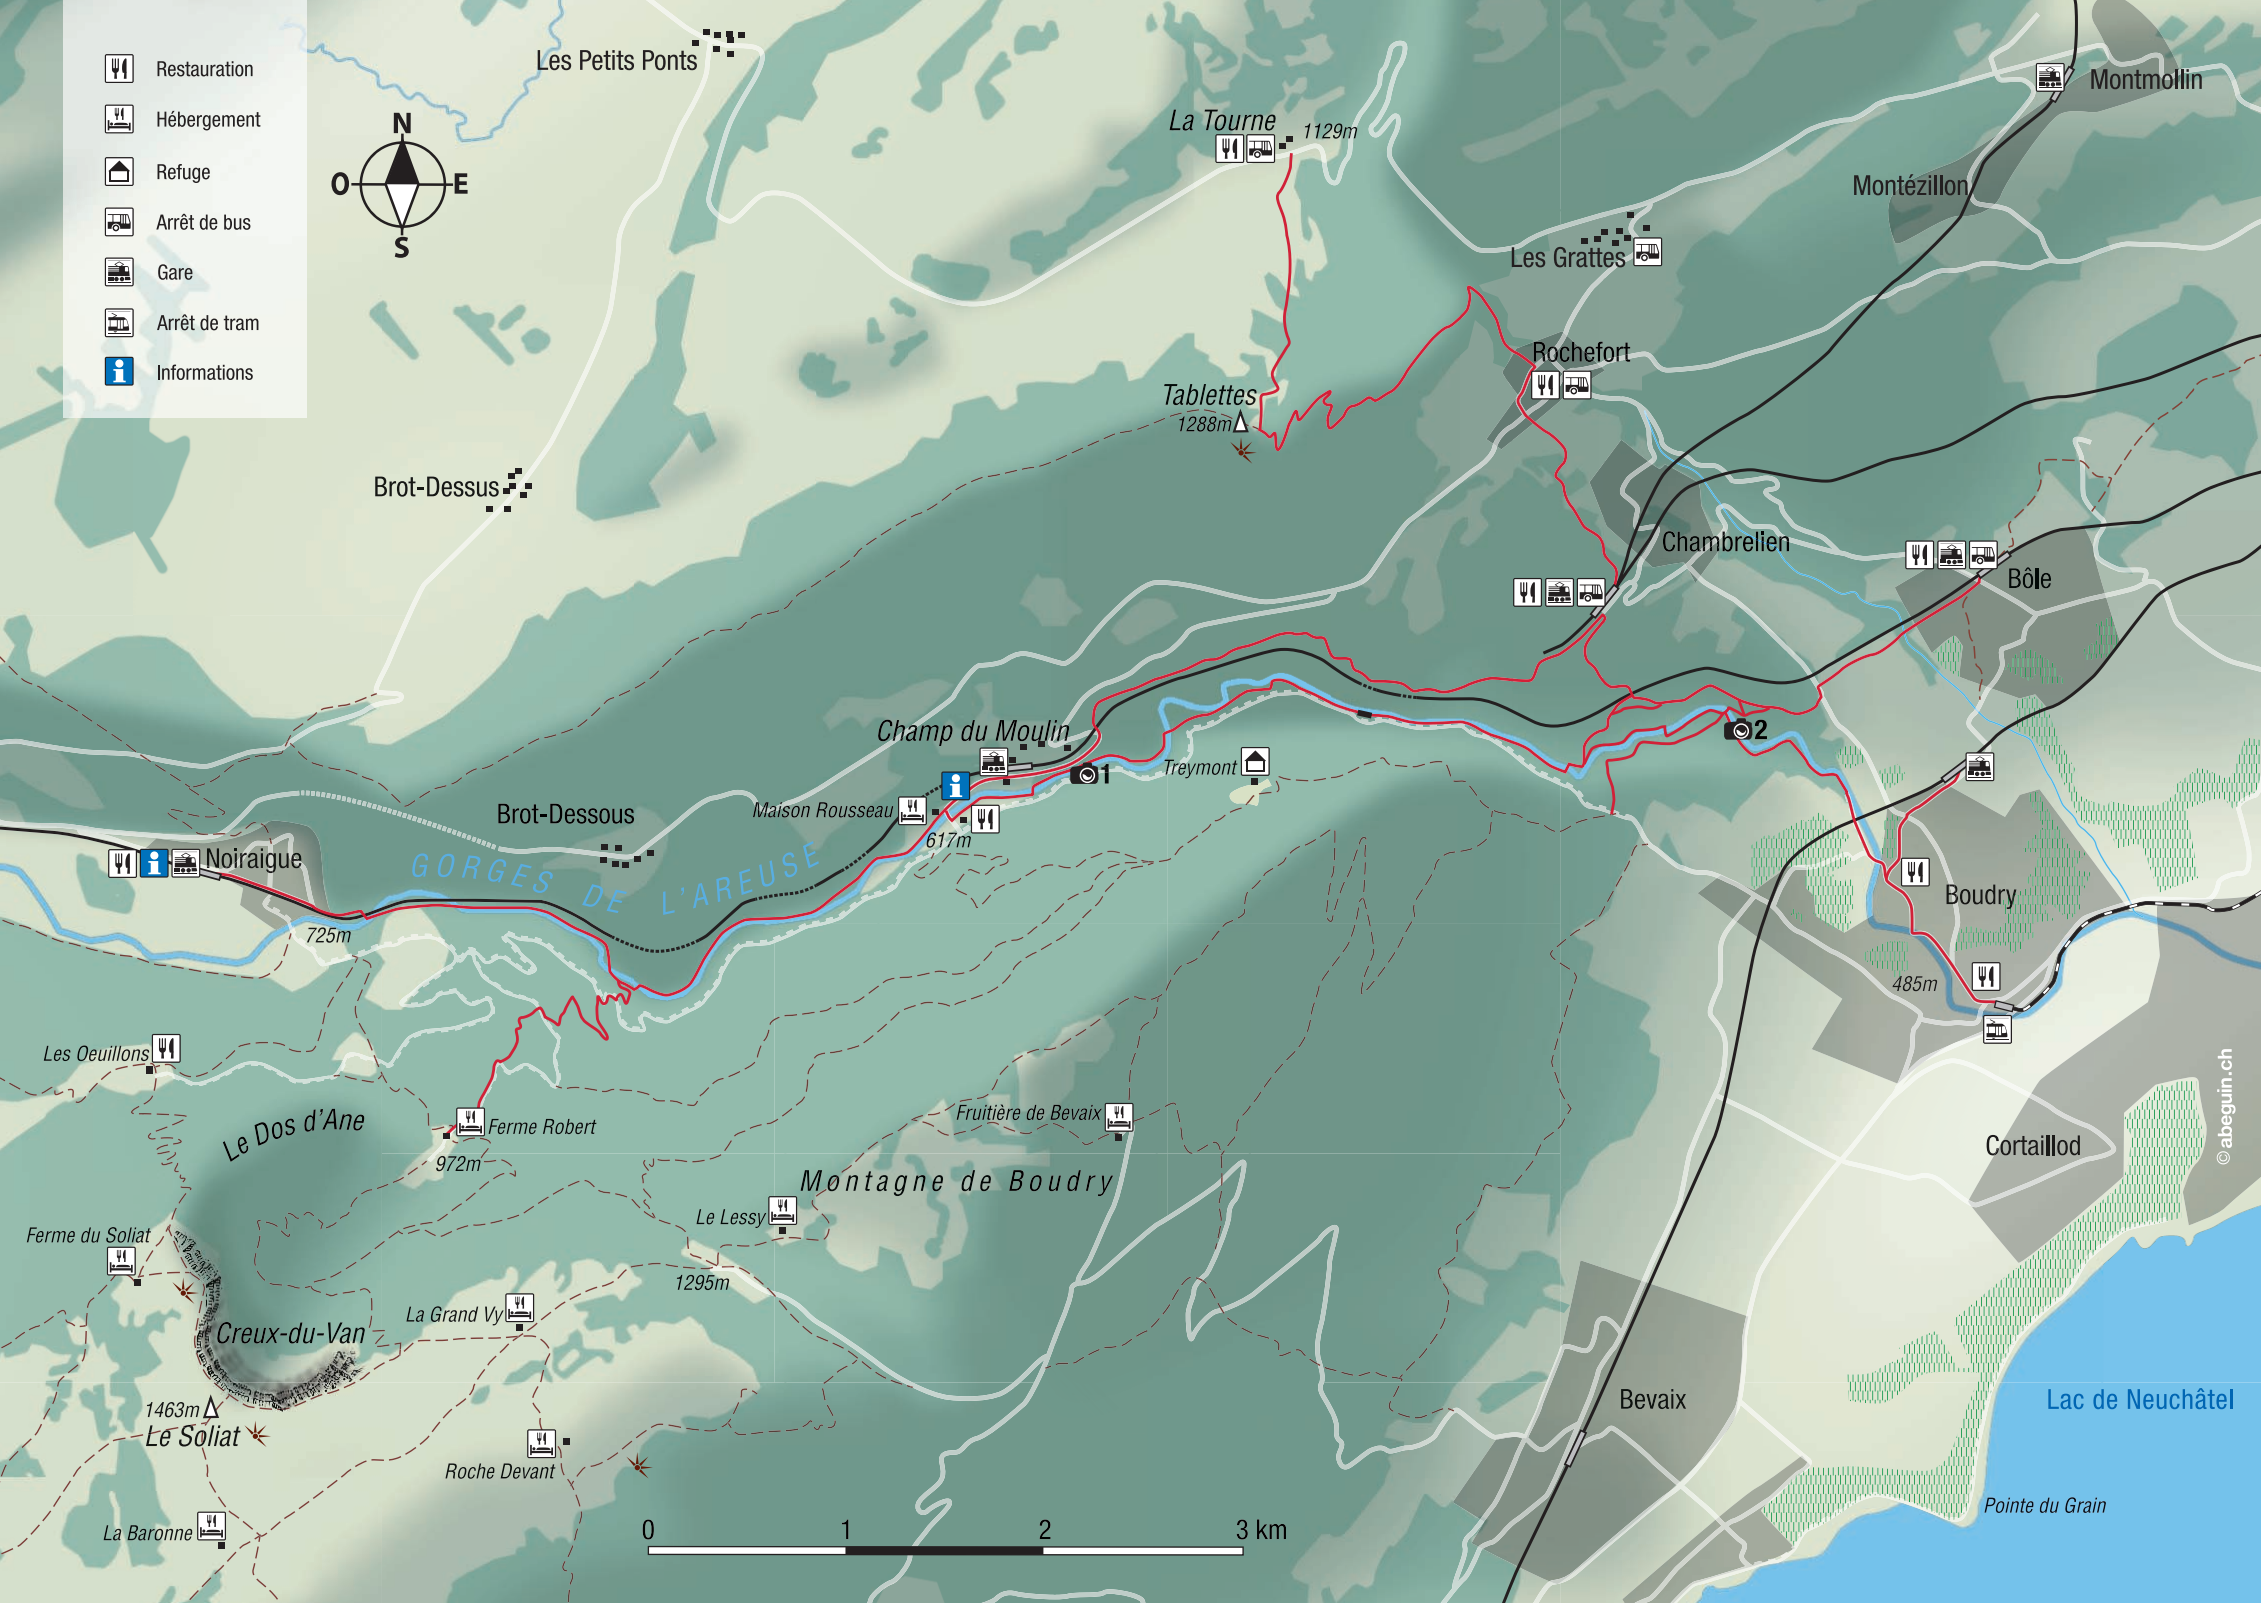 Restauration
Hébergement
Refuge
Arrêt de bus
Gare
Arrêt de tram
Informations
N
O
E
S
Les Petits Ponts
La Tourne
1129m
Montmollin
Montézillon
Les Grattes
Rochefort
Tablettes
1288m
Brot-Dessus
Chambrelien
Bôle
Champ du Moulin
1
2
Treymont
Maison Rousseau
617m
Brot-Dessous
GORGES DE L'AREUSE
Noiraigue
725m
Boudry
485m
Les Oeuillons
Le Dos d'Ane
Ferme Robert
972m
Fruitière de Bevaix
Montagne de Boudry
Le Lessy
1295m
Cortaillod
© abeguin.ch
Ferme du Soliat
La Grand Vy
Creux-du-Van
1463m
Le Soliat
Roche Devant
La Baronne
Bevaix
Lac de Neuchâtel
Pointe du Grain
0 1 2 3 km